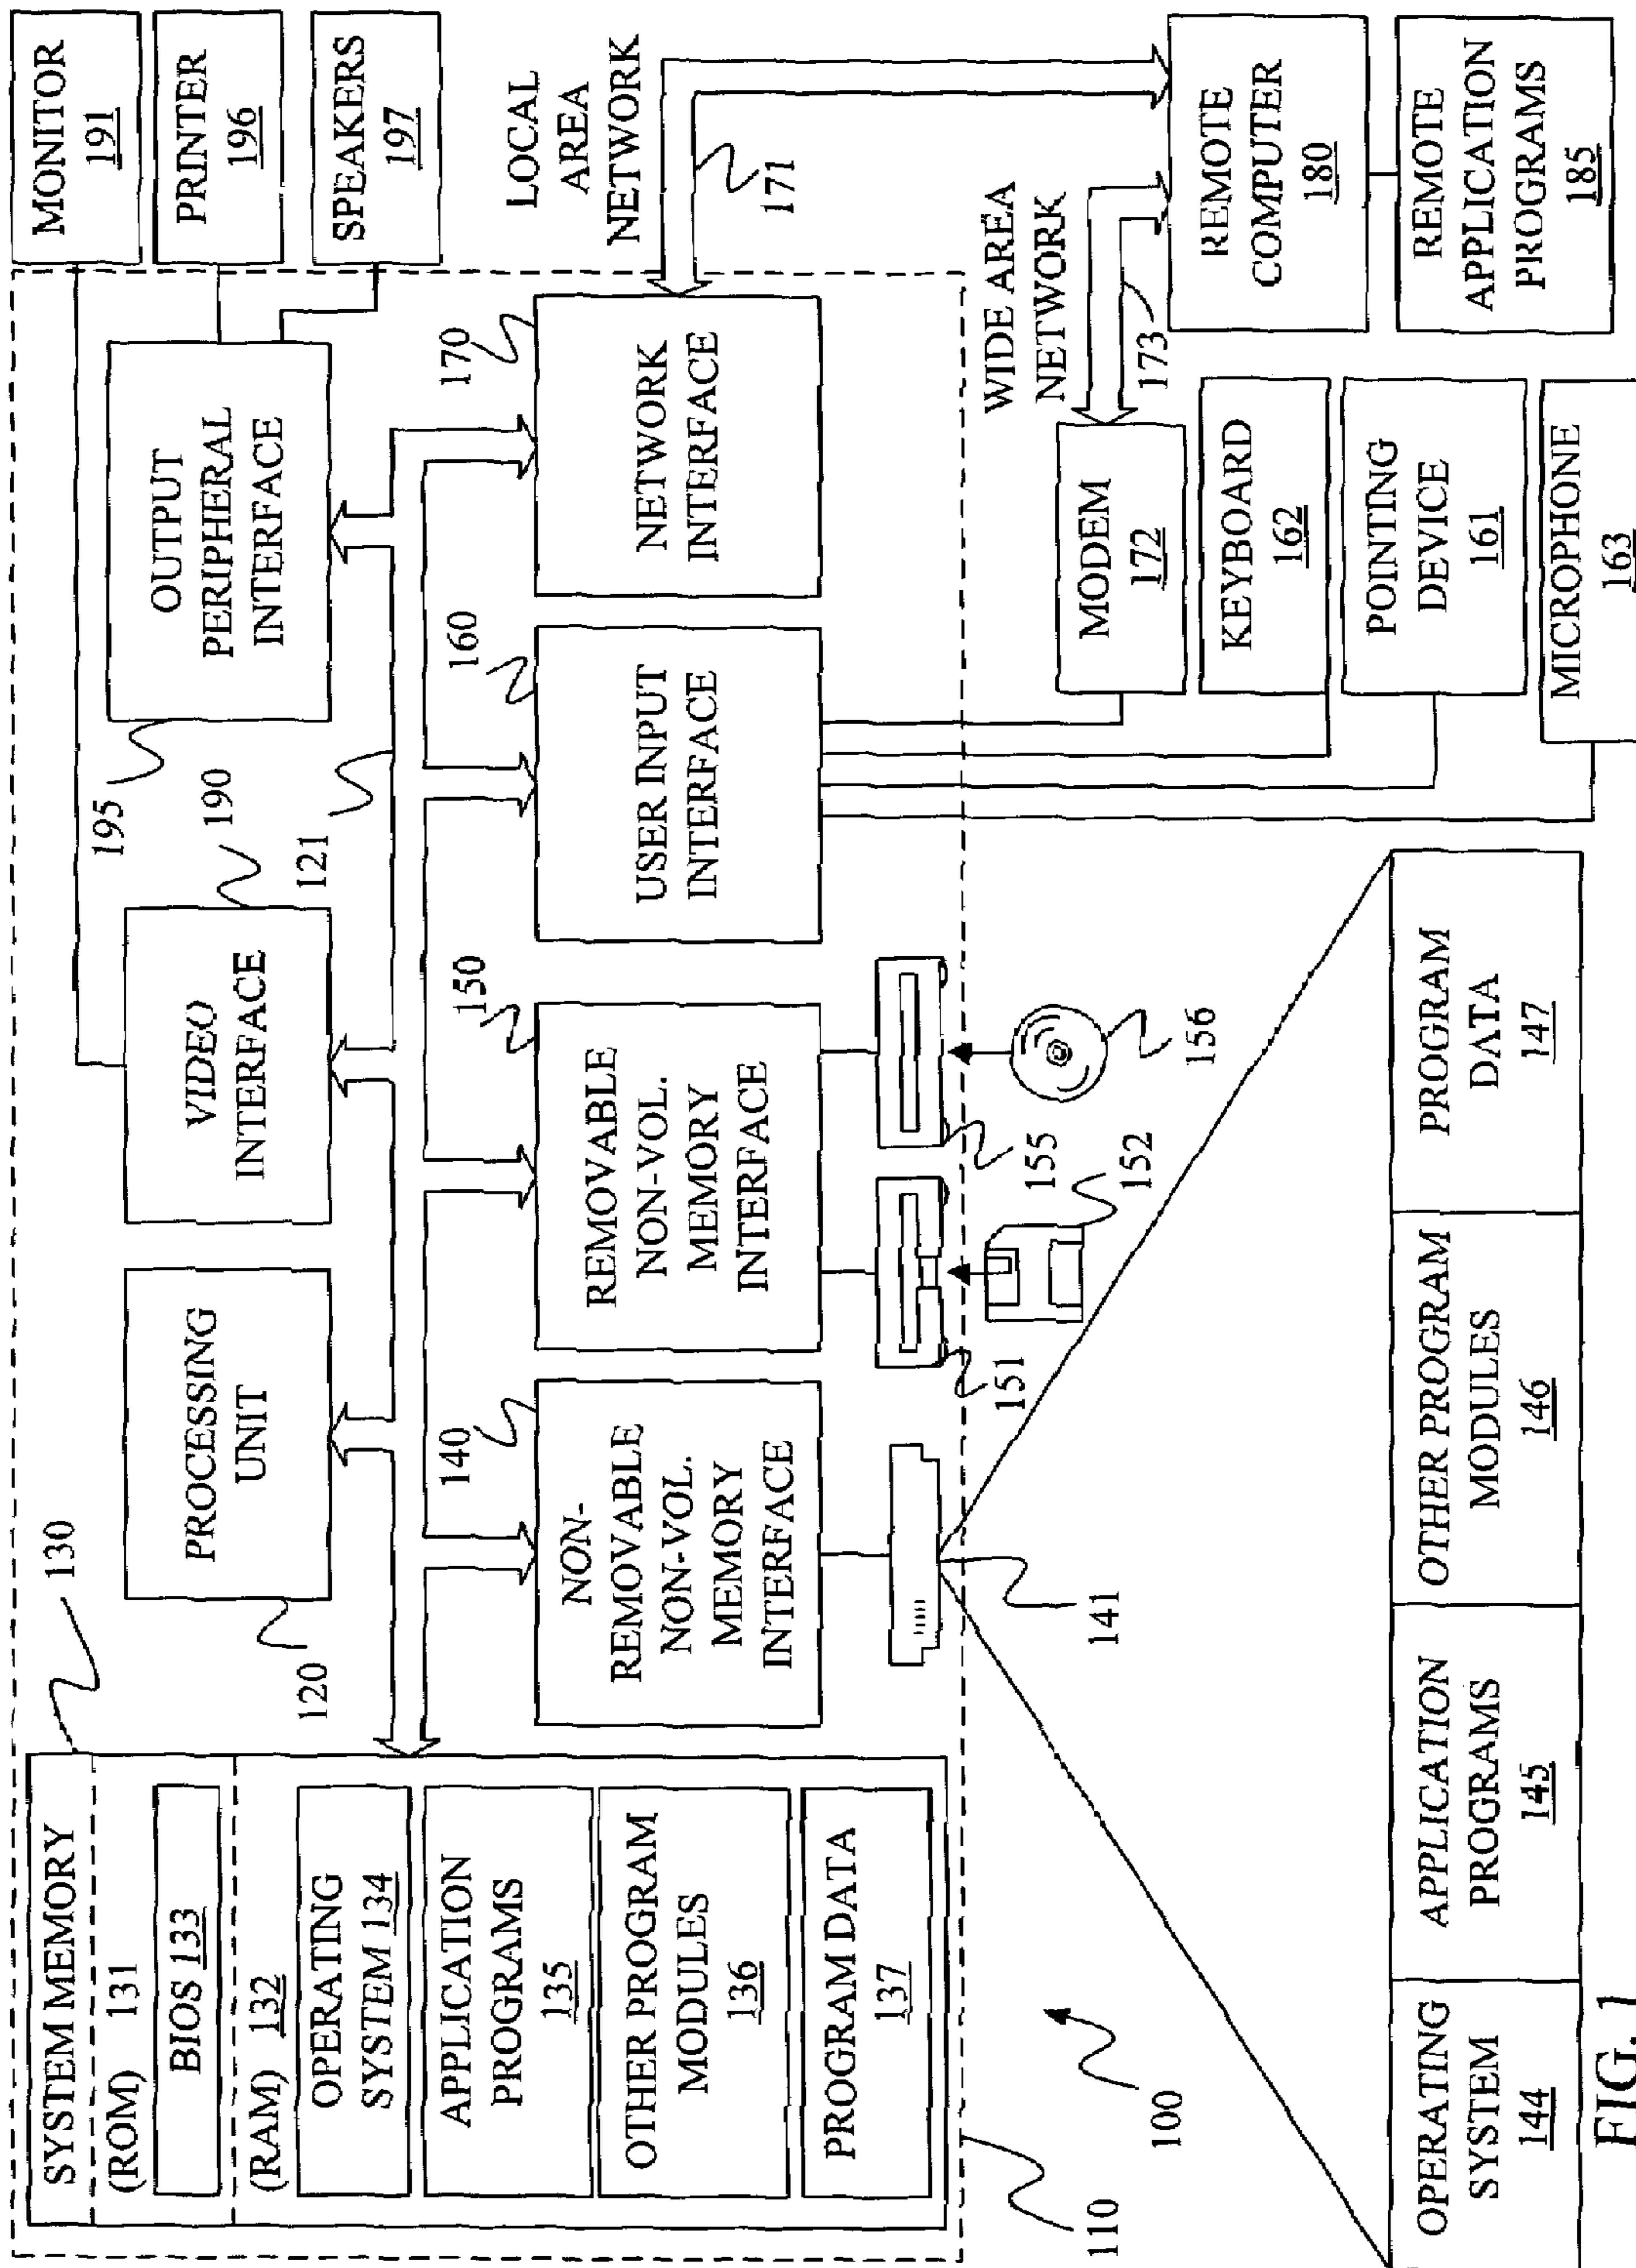 SYSTEM MEMORY
(ROM) 131
BIOS 133
(RAM) 132
OPERATING
SYSTEM 134
APPLICATION
PROGRAMS
135
OTHER PROGRAM
MODULES
136
PROGRAM DATA
137
130
120
PROCESSING
UNIT
VIDEO
INTERFACE
190
121
195
OUTPUT
PERIPHERAL
INTERFACE
MONITOR
191
PRINTER
196
SPEAKERS
197
140
NON-
REMOVABLE
NON-VOL.
MEMORY
INTERFACE
150
REMOVABLE
NON-VOL.
MEMORY
INTERFACE
160
USER INPUT
INTERFACE
170
NETWORK
INTERFACE
LOCAL
AREA
NETWORK
171
WIDE AREA
NETWORK
173
141
151
152
155
156
MODEM
172
KEYBOARD
162
POINTING
DEVICE
161
MICROPHONE
163
REMOTE
COMPUTER
180
REMOTE
APPLICATION
PROGRAMS
185
110
100
OPERATING
SYSTEM
144
APPLICATION
PROGRAMS
145
OTHER PROGRAM
MODULES
146
PROGRAM
DATA
147
FIG. 1